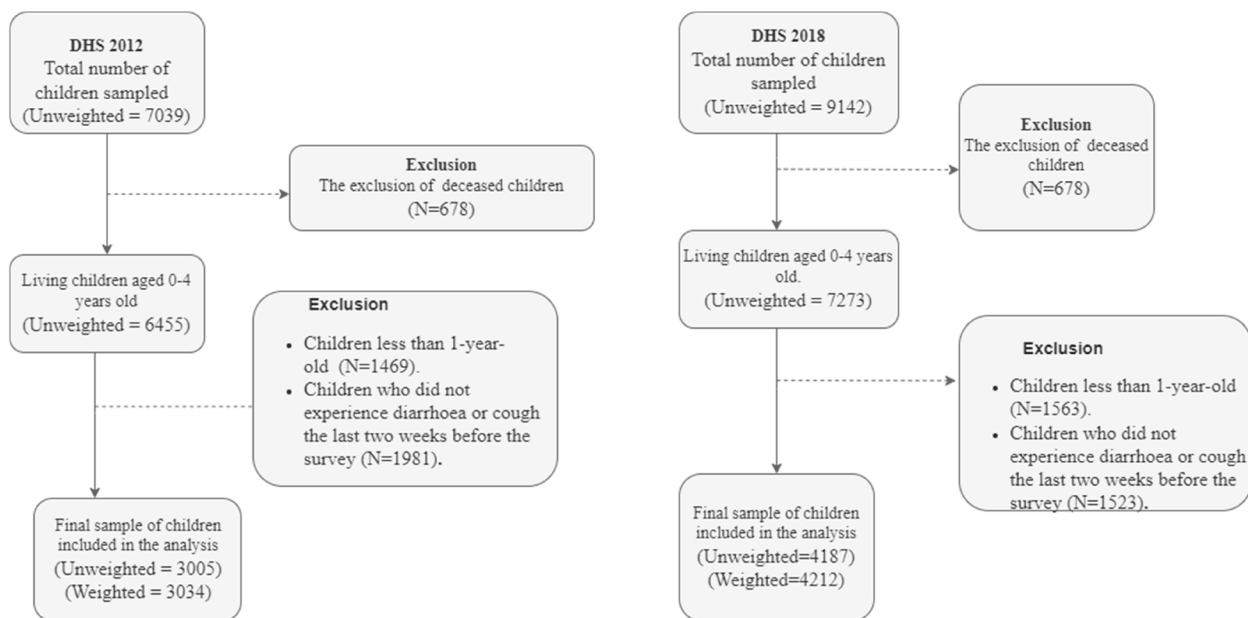 DHS 2012
Total number of
children sampled
(Unweighted = 7039)
Exclusion
The exclusion of deceased children
(N=678)
Living children aged 0-4
years old
(Unweighted = 6455)
Exclusion
• Children less than 1-year-
old (N=1469).
• Children who did not
experience diarrhoea or cough
the last two weeks before the
survey (N=1981).
Final sample of children
included in the analysis
(Unweighted = 3005)
(Weighted = 3034)
DHS 2018
Total number of children
sampled
(Unweighted = 9142)
Exclusion
The exclusion of deceased
children
(N=678)
Living children aged 0-4 years
old.
(Unweighted = 7273)
Exclusion
• Children less than 1-year-old
(N=1563).
• Children who did not
experience diarrhoea or cough
the last two weeks before the
survey (N=1523).
Final sample of children
included in the analysis
(Unweighted=4187)
(Weighted=4212)